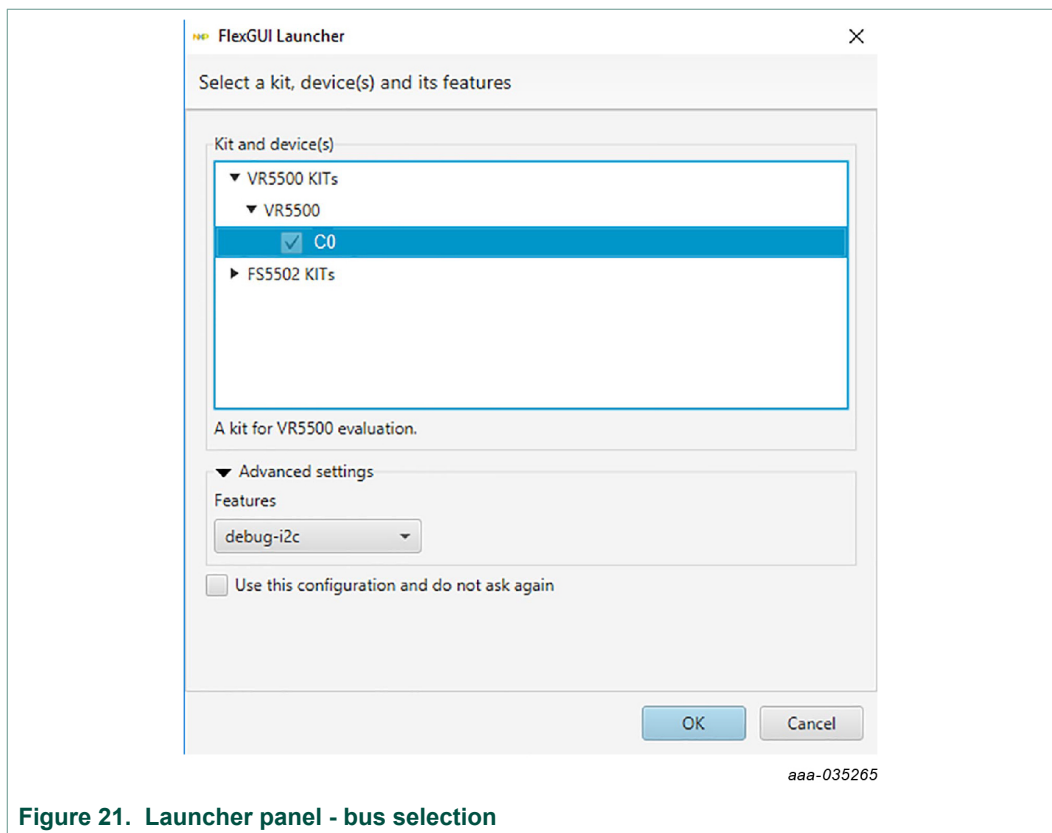 NXP FlexGUI Launcher
Select a kit, device(s) and its features
Kit and device(s)
VR5500 KITs
VR5500
C0
FS5502 KITs
A kit for VR5500 evaluation.
Advanced settings
Features
debug-i2c
Use this configuration and do not ask again
OK Cancel
aaa-035265
Figure 21. Launcher panel - bus selection